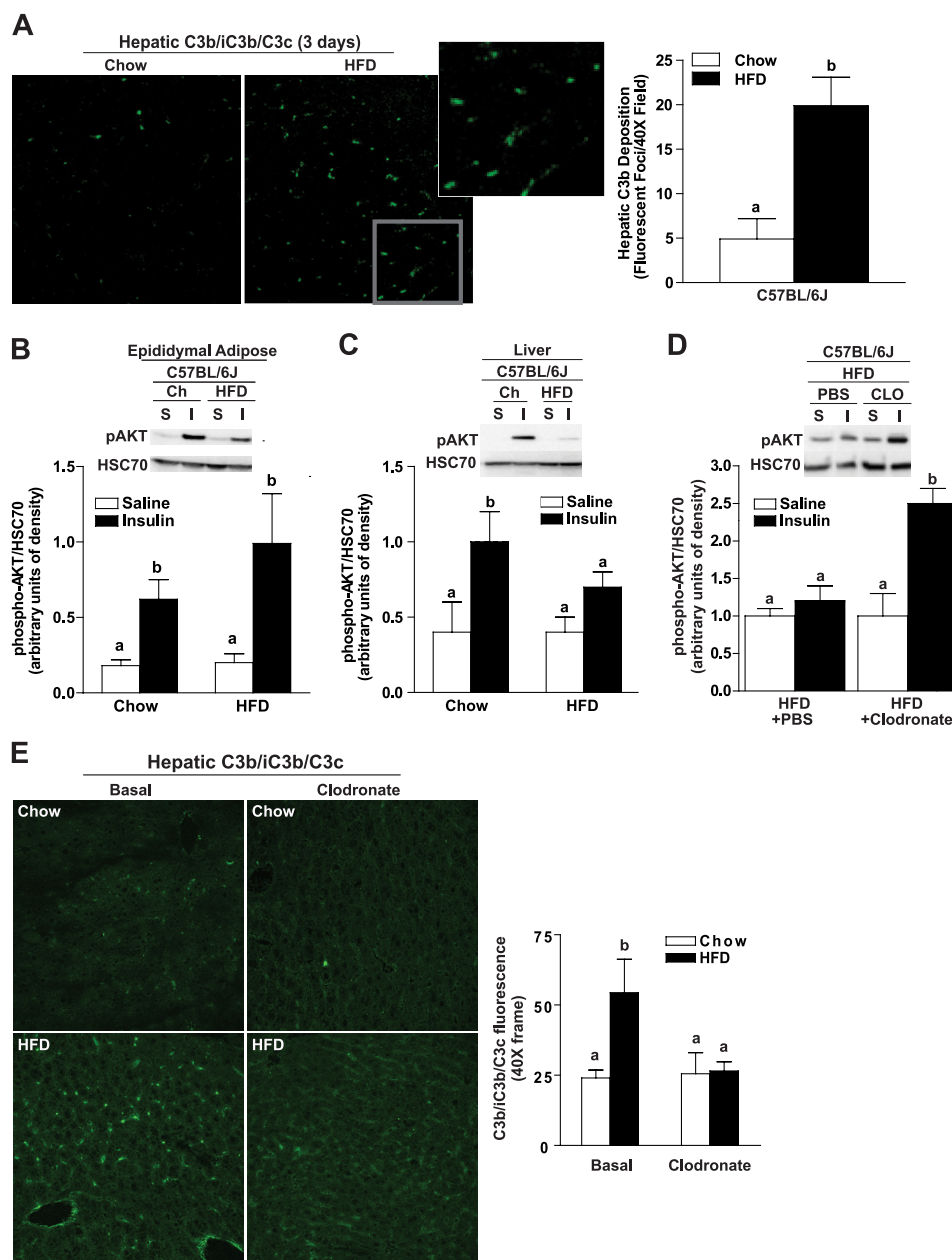 A
Hepatic C3b/iC3b/C3c (3 days)
Chow HFD
Hepatic C3b Deposition
(Fluorescent Foci/40X Field)
25
20
15
10
5
0
Chow
HFD
a
b
C57BL/6J
B
Epididymal Adipose
C57BL/6J
Ch HFD
S I S I
pAKT
HSC70
phospho-AKT/HSC70
(arbitrary units of density)
1.5
1.0
0.5
0.0
Saline
Insulin
a
b
a
b
Chow HFD
C
Liver
C57BL/6J
Ch HFD
S I S I
pAKT
HSC70
phospho-AKT/HSC70
(arbitrary units of density)
1.5
1.0
0.5
0.0
Saline
Insulin
a
b
a
a
Chow HFD
D
C57BL/6J
HFD
PBS CLO
S I S I
pAKT
HSC70
phospho-AKT/HSC70
(arbitrary units of density)
3.0
2.5
2.0
1.5
1.0
0.5
0.0
Saline
Insulin
a
a
a
b
HFD HFD
+PBS +Clodronate
E
Hepatic C3b/iC3b/C3c
Basal Clodronate
Chow Chow
HFD HFD
C3b/iC3b/C3c fluorescence
(40X frame)
75
50
25
0
Chow
HFD
a
b
a
a
Basal Clodronate